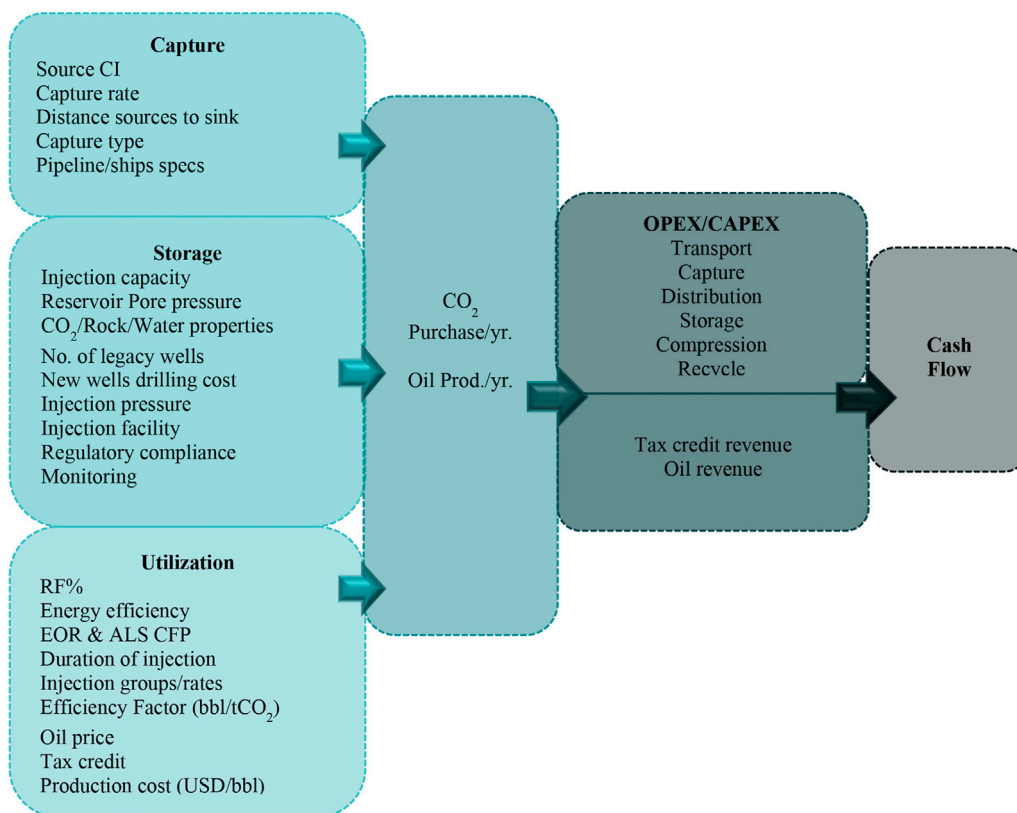 Capture
Source CI
Capture rate
Distance sources to sink
Capture type
Pipeline/ships specs
Storage
Injection capacity
Reservoir Pore pressure
CO₂/Rock/Water properties
No. of legacy wells
New wells drilling cost
Injection pressure
Injection facility
Regulatory compliance
Monitoring
Utilization
RF%
Energy efficiency
EOR & ALS CFP
Duration of injection
Injection groups/rates
Efficiency Factor (bbl/tCO₂)
Oil price
Tax credit
Production cost (USD/bbl)
CO₂
Purchase/yr.
Oil Prod./yr.
OPEX/CAPEX
Transport
Capture
Distribution
Storage
Compression
Recvcle
Tax credit revenue
Oil revenue
Cash
Flow